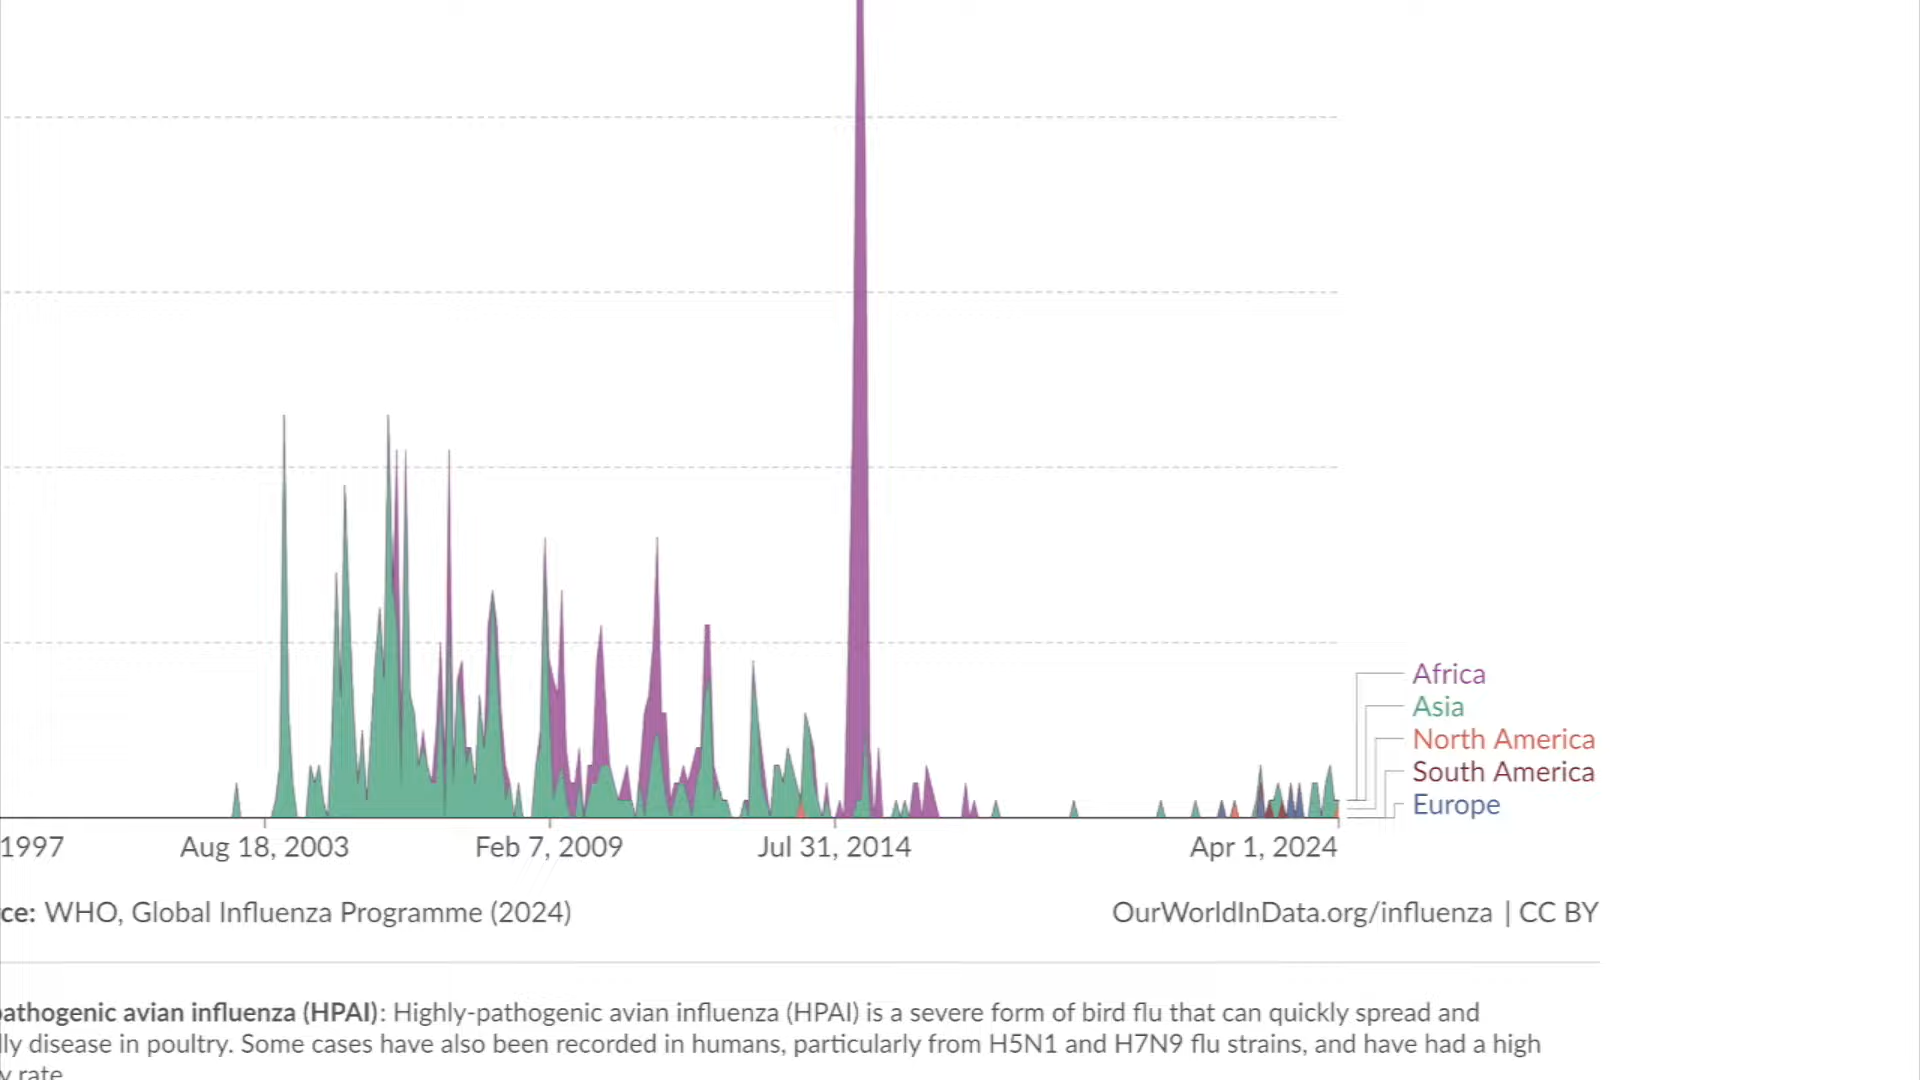 Africa
Asia
North America
South America
Europe
1997
Aug 18, 2003
Feb 7, 2009
Jul 31, 2014
Apr 1, 2024
ce: WHO, Global Influenza Programme (2024)
OurWorldInData.org/influenza | CC BY
pathogenic avian influenza (HPAI): Highly-pathogenic avian influenza (HPAI) is a severe form of bird flu that can quickly spread and
lly disease in poultry. Some cases have also been recorded in humans, particularly from H5N1 and H7N9 flu strains, and have had a high
y rate.